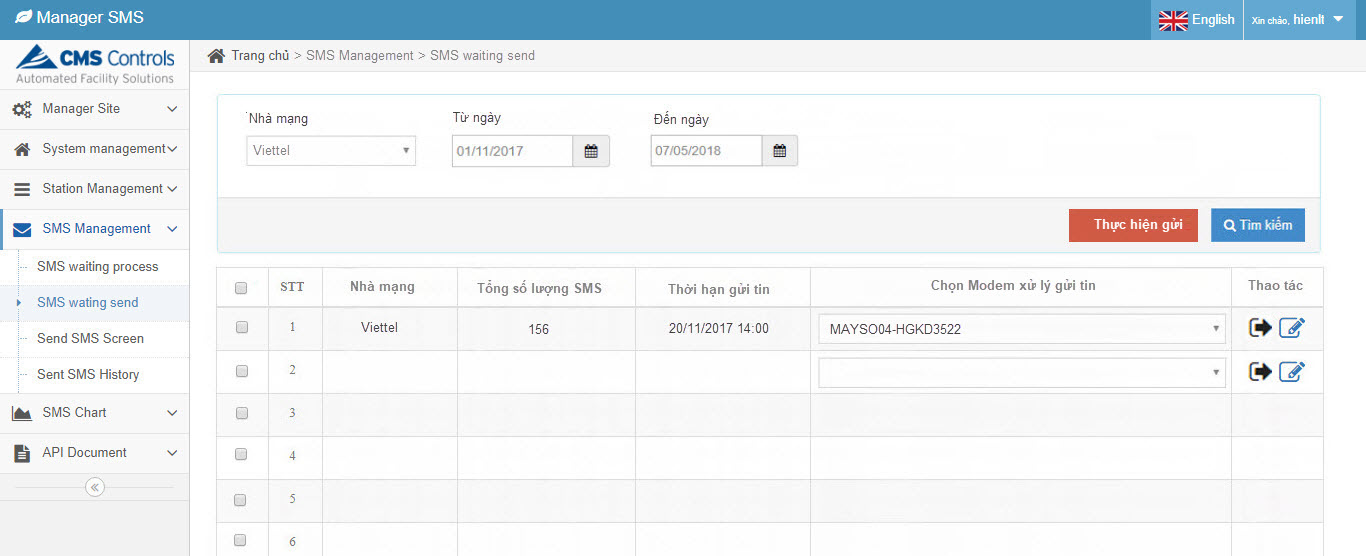 Manager SMS
English
Xin chào, hienlt
CMS Controls
Automated Facility Solutions
Trang chủ > SMS Management > SMS waiting send
Manager Site
System management
Station Management
SMS Management
SMS waiting process
SMS wating send
Send SMS Screen
Sent SMS History
SMS Chart
API Document
Nhà mạng
Từ ngày
Đến ngày
Viettel
01/11/2017
07/05/2018
Thực hiện gửi
Tìm kiếm
STT Nhà mạng Tổng số lượng SMS Thời hạn gửi tin Chọn Modem xử lý gửi tin Thao tác
1 Viettel 156 20/11/2017 14:00 MAYSO04-HGKD3522
2
3
4
5
6